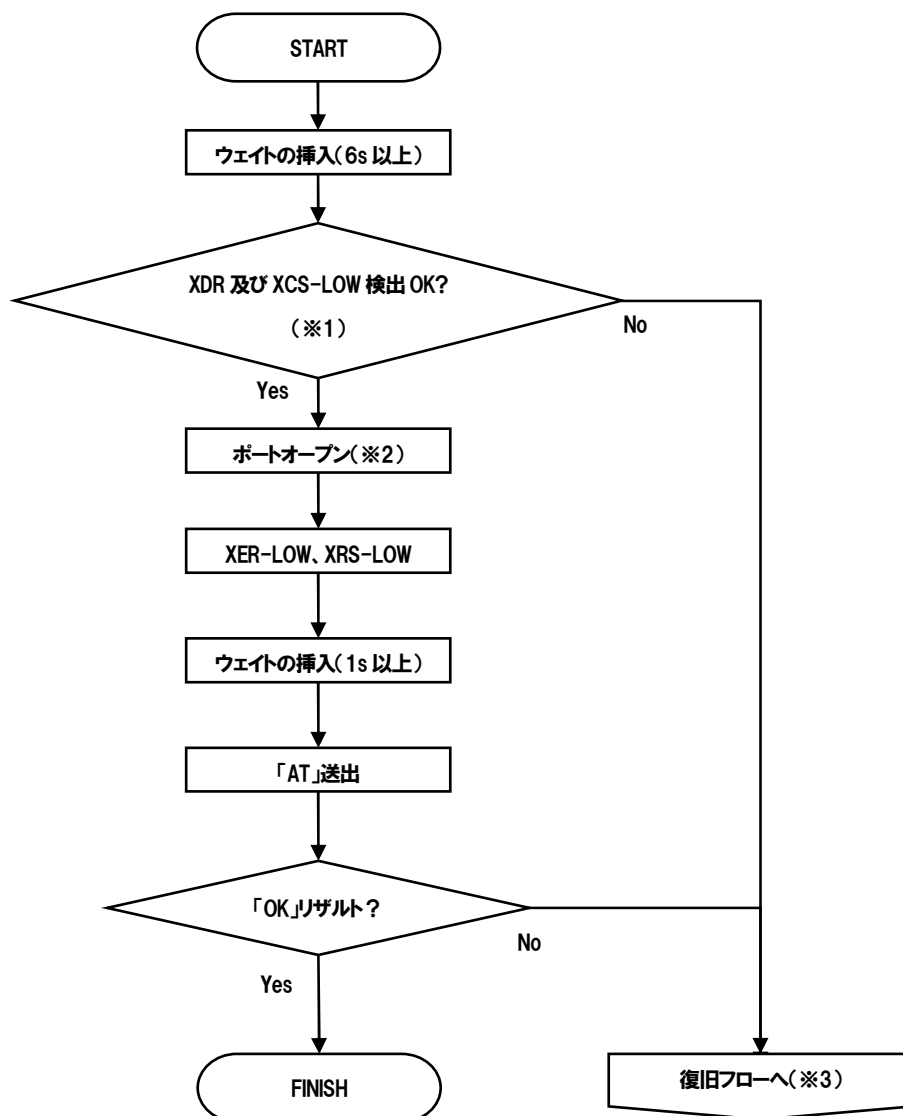 START
ウェイトの挿入(6s 以上)
XDR 及び XCS-LOW 検出 OK?
(※1)
No
Yes
ポートオープン(※2)
XER-LOW、XRS-LOW
ウェイトの挿入(1s 以上)
「AT」送出
「OK」リザルト?
No
Yes
FINISH
復旧フローへ(※3)